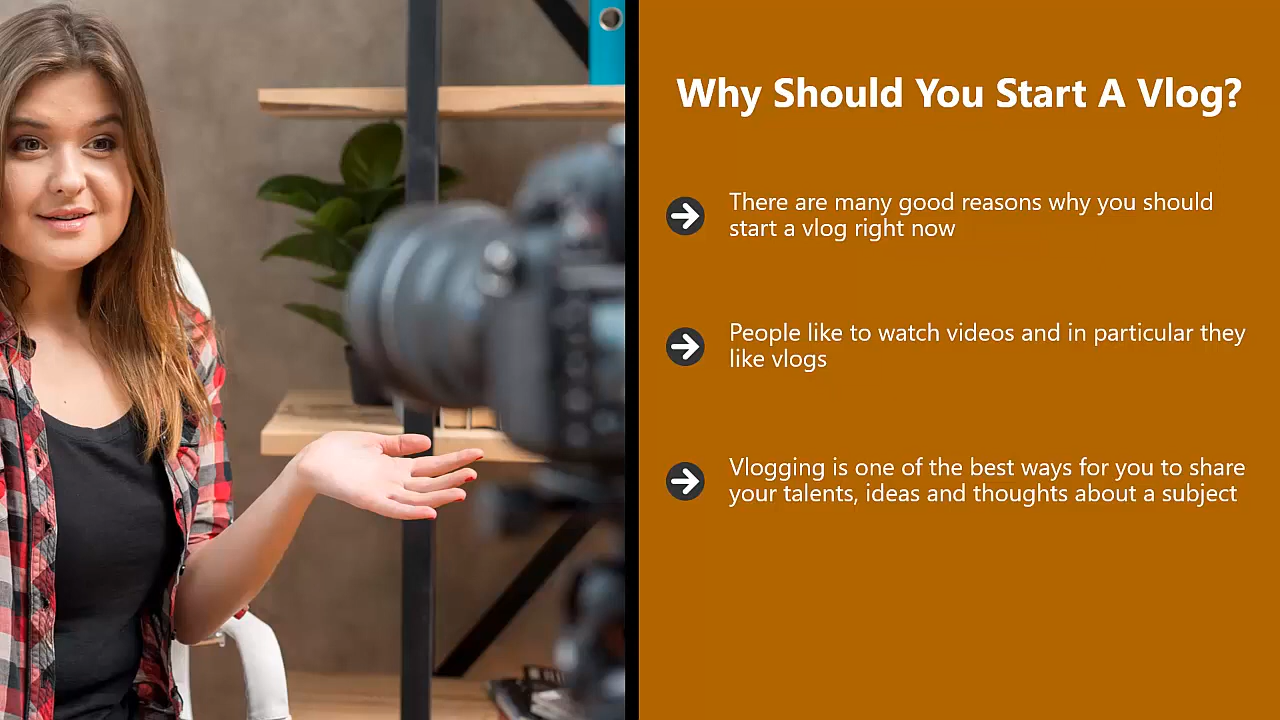 Why Should You Start A Vlog?
There are many good reasons why you should
start a vlog right now
People like to watch videos and in particular they
like vlogs
Vlogging is one of the best ways for you to share
your talents, ideas and thoughts about a subject